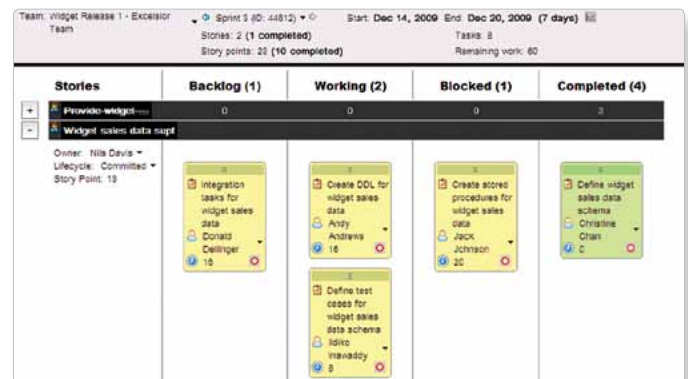 Team: Widget Release 1 - Excelsior Team
Sprint 3 (ID: 44812)
Start: Dec 14, 2009 End: Dec 20, 2009 (7 days)
Stories: 2 (1 completed)
Tasks: 8
Story points: 23 (10 completed)
Remaining work: 60
Stories
Backlog (1)
Working (2)
Blocked (1)
Completed (4)
+ Provide widget
0
0
0
3
- Widget sales data supt
Owner: Nils Davis
Lifecycle: Committed
Story Point: 13
Integration
tasks for
widget sales
data
Donald
Dellinger
16
Create DDL for
widget sales
data
Andy
Andrews
16
Create stored
procedures for
widget sales
data
Jack
Johnson
20
Define widget
sales data
schema
Christine
Chan
0
Define test
cases for
widget sales
data schema
Ildiko
Inawaddy
8